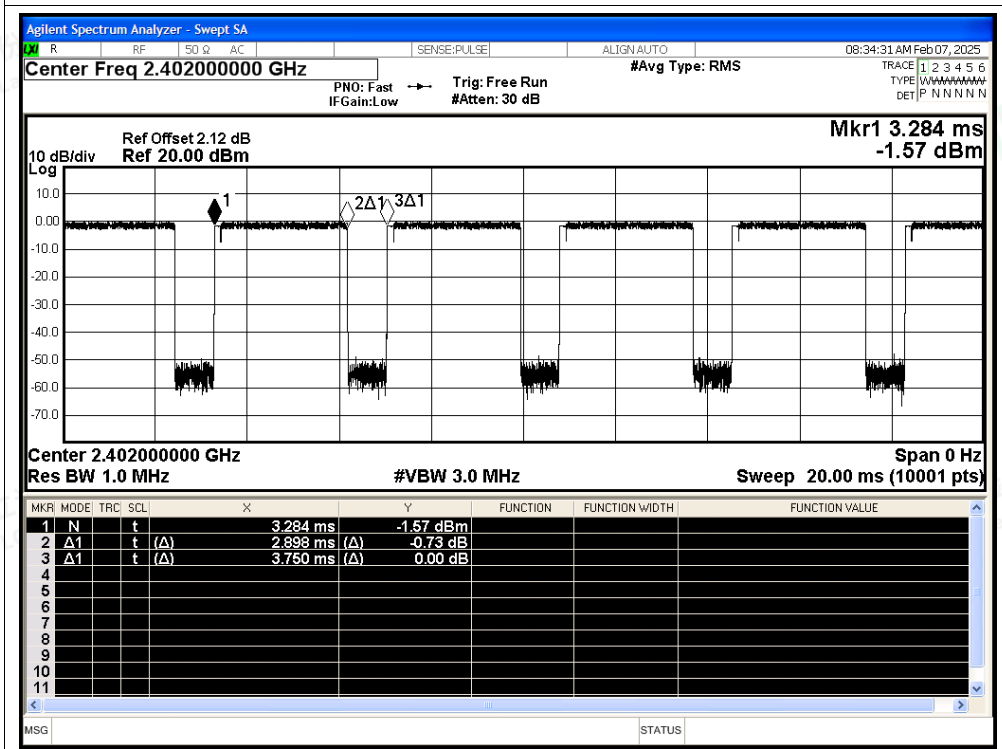 Agilent Spectrum Analyzer - Swept SA
LXI R RF 50 Ω AC SENSE:PULSE ALIGN AUTO 08:34:31 AM Feb 07, 2025
Center Freq 2.402000000 GHz #Avg Type: RMS TRACE 1 2 3 4 5 6
PNO: Fast Trig: Free Run TYPE WWWWWW
IFGain:Low #Atten: 30 dB DET P N N N N N
Mkr1 3.284 ms
Ref Offset 2.12 dB
10 dB/div Ref 20.00 dBm -1.57 dBm
Log
10.0
1 2Δ1 3Δ1
0.00
-10.0
-20.0
-30.0
-40.0
-50.0
-60.0
-70.0
Center 2.402000000 GHz Span 0 Hz
Res BW 1.0 MHz #VBW 3.0 MHz Sweep 20.00 ms (10001 pts)
MKR MODE TRC SCL X Y FUNCTION FUNCTION WIDTH FUNCTION VALUE
1 N t 3.284 ms -1.57 dBm
2 Δ1 t (Δ) 2.898 ms (Δ) -0.73 dB
3 Δ1 t (Δ) 3.750 ms (Δ) 0.00 dB
4
5
6
7
8
9
10
11
MSG STATUS